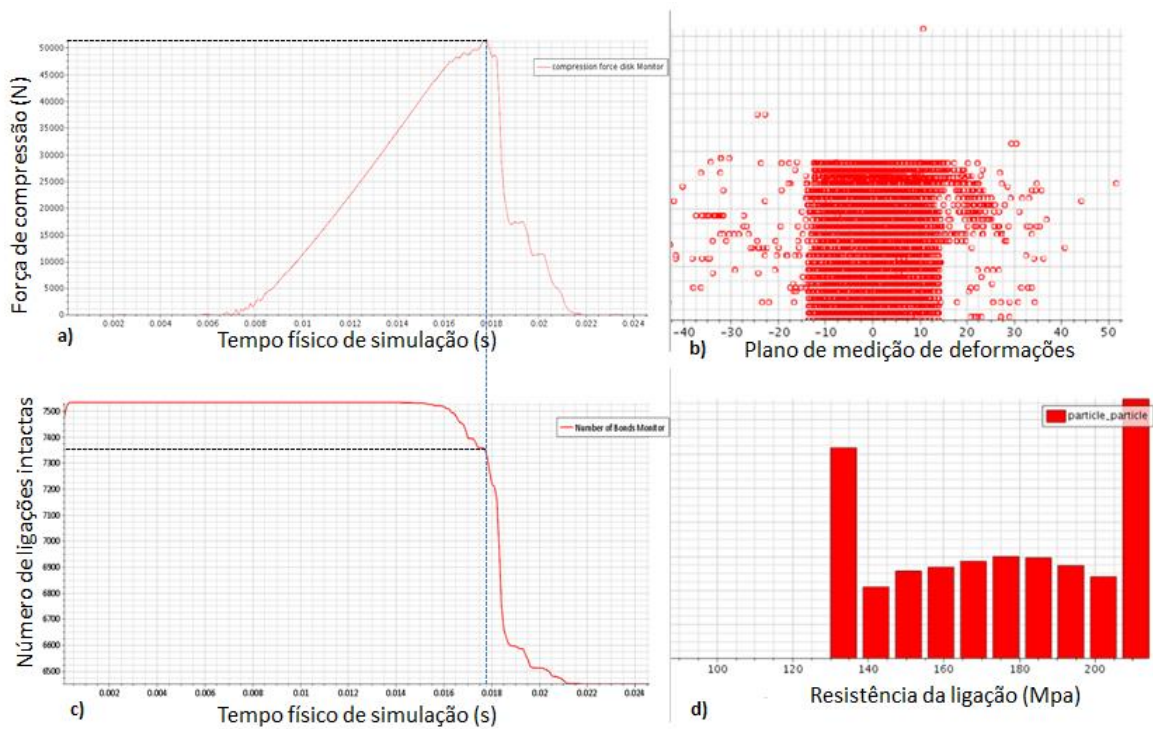 50000
45000
40000
35000
30000
25000
20000
15000
10000
5000
0
Força de compressão (N)
compression force disk Monitor
0.002 0.004 0.006 0.008 0.01 0.012 0.014 0.016 0.018 0.02 0.022 0.024
a)
Tempo físico de simulação (s)
−40 −30 −20 −10 0 10 20 30 40 50
b)
Plano de medição de deformações
7500
7400
7300
7200
7100
7000
6900
6800
6700
6600
6500
Número de ligações intactas
Number of Bonds Monitor
0.002 0.004 0.006 0.008 0.01 0.012 0.014 0.016 0.018 0.02 0.022 0.024
c)
Tempo físico de simulação (s)
particle_particle
100 120 140 160 180 200
Resistência da ligação (Mpa)
d)